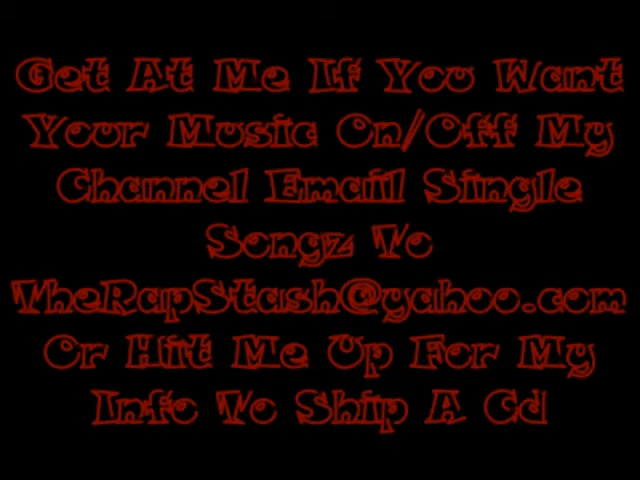 Get At Me If You Want
Your Music On/Off My
Channel Email Single
Songz To
TheRapStash@yahoo.com
Or Hit Me Up For My
Info To Ship A Cd